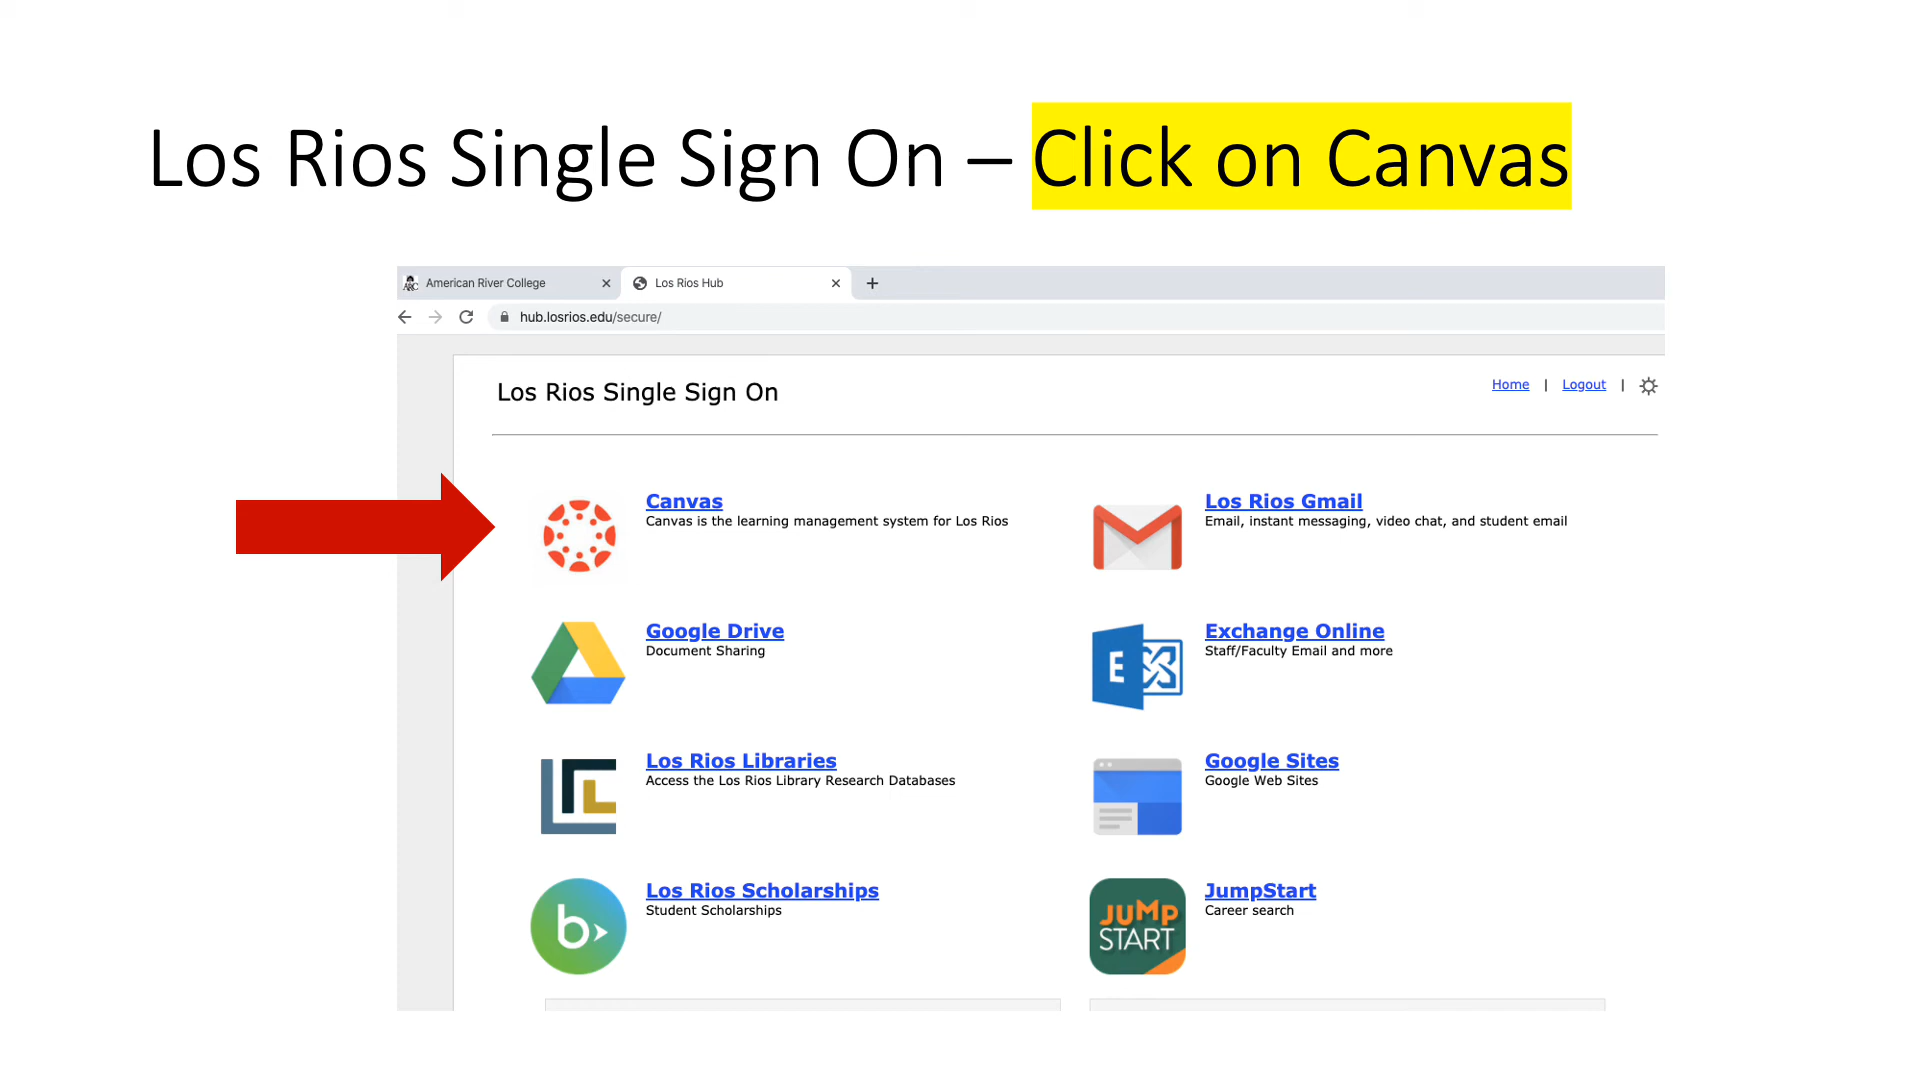 Los Rios Single Sign On – Click on Canvas
ARC American River College × Los Rios Hub × +
hub.losrios.edu/secure/
Los Rios Single Sign On
Home | Logout |
Canvas
Canvas is the learning management system for Los Rios
Los Rios Gmail
Email, instant messaging, video chat, and student email
Google Drive
Document Sharing
E
Exchange Online
Staff/Faculty Email and more
Los Rios Libraries
Access the Los Rios Library Research Databases
Google Sites
Google Web Sites
b
Los Rios Scholarships
Student Scholarships
JUMP
START
JumpStart
Career search